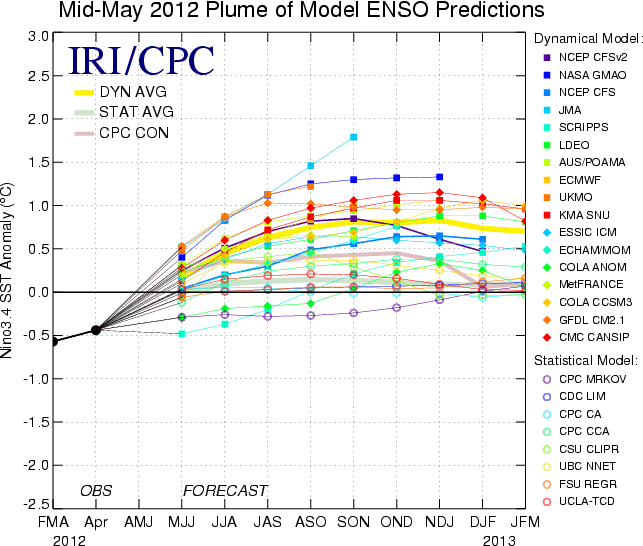 Mid-May 2012 Plume of Model ENSO Predictions
IRI/CPC
DYN AVG
STAT AVG
CPC CON
Nino3.4 SST Anomaly (°C)
3.0
2.5
2.0
1.5
1.0
0.5
0.0
-0.5
-1.0
-1.5
-2.0
-2.5
OBS FORECAST
FMA Apr AMJ MJJ JJA JAS ASO SON OND NDJ DJF JFM
2012 2013
Dynamical Model:
NCEP CFSv2
NASA GMAO
NCEP CFS
JMA
SCRIPPS
LDEO
AUS/POAMA
ECMWF
UKMO
KMA SNU
ESSIC ICM
ECHAM/MOM
COLA ANOM
MetFRANCE
COLA CCSM3
GFDL CM2.1
CMC CANSIP
Statistical Model:
CPC MRKOV
CDC LIM
CPC CA
CPC CCA
CSU CLIPR
UBC NNET
FSU REGR
UCLA-TCD